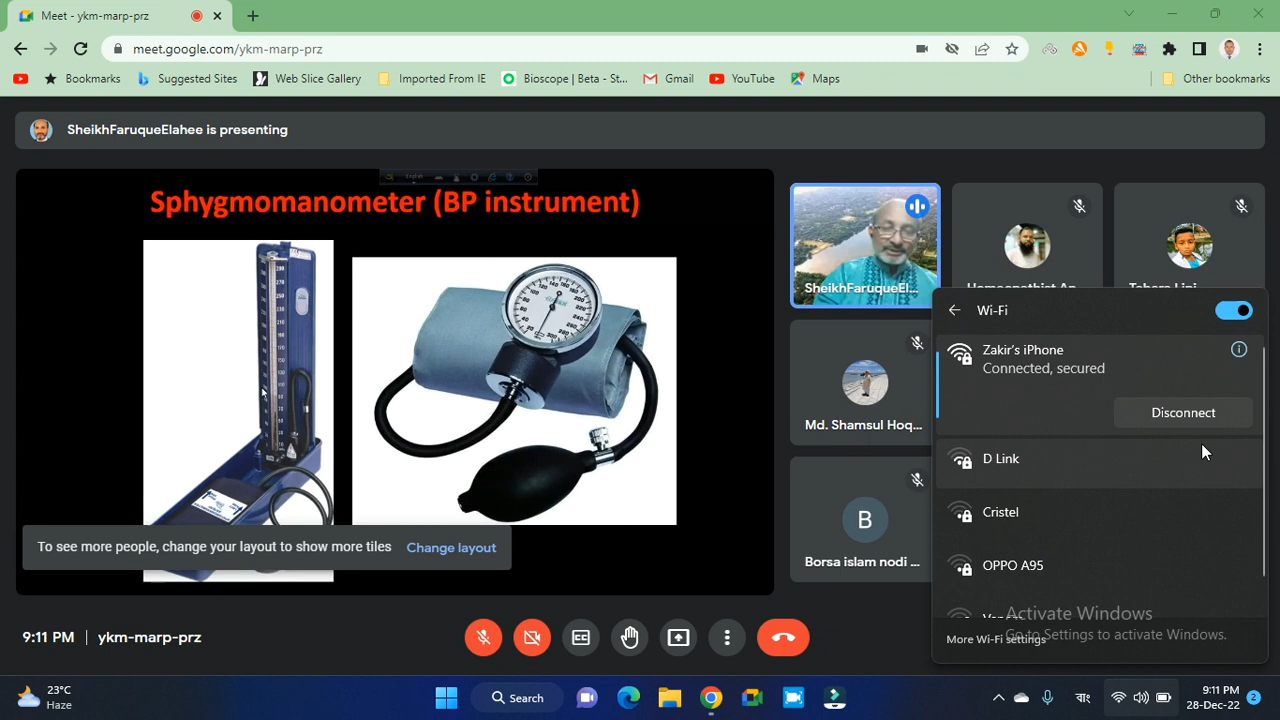 Meet - ykm-marp-prz
meet.google.com/ykm-marp-prz
Bookmarks
Suggested Sites
Web Slice Gallery
Imported From IE
Bioscope | Beta - St...
Gmail
YouTube
Maps
Other bookmarks
SheikhFaruqueElahee is presenting
English
Sphygmomanometer (BP instrument)
SheikhFaruqueEl...
Md. Shamsul Hoq...
B
Borsa islam nodi ...
Wi-Fi
Zakir's iPhone
Connected, secured
Disconnect
D Link
Cristel
OPPO A95
More Wi-Fi settings
Activate Windows
Go to Settings to activate Windows.
To see more people, change your layout to show more tiles
Change layout
9:11 PM
ykm-marp-prz
23°C
Haze
Search
বাং
9:11 PM
28-Dec-22
2